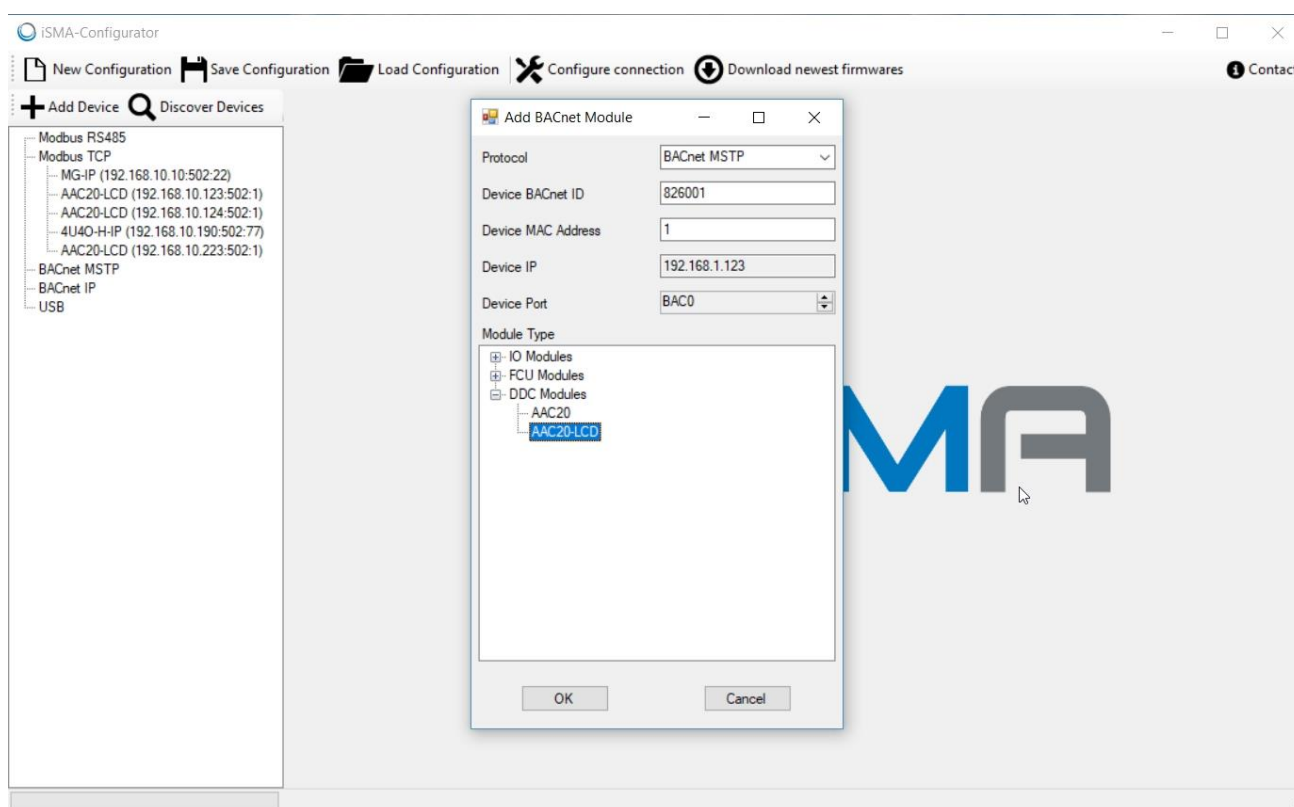 iSMA-Configurator
New Configuration Save Configuration Load Configuration Configure connection Download newest firmwares Contact
Add Device Discover Devices
Modbus RS485
Modbus TCP
MG-IP (192.168.10.10:502:22)
AAC20-LCD (192.168.10.123:502:1)
AAC20-LCD (192.168.10.124:502:1)
4U4O-H-IP (192.168.10.190:502:77)
AAC20-LCD (192.168.10.223:502:1)
BACnet MSTP
BACnet IP
USB
Add BACnet Module
Protocol BACnet MSTP
Device BACnet ID 826001
Device MAC Address 1
Device IP 192.168.1.123
Device Port BAC0
Module Type
IO Modules
FCU Modules
DDC Modules
AAC20
AAC20-LCD
OK Cancel
MA